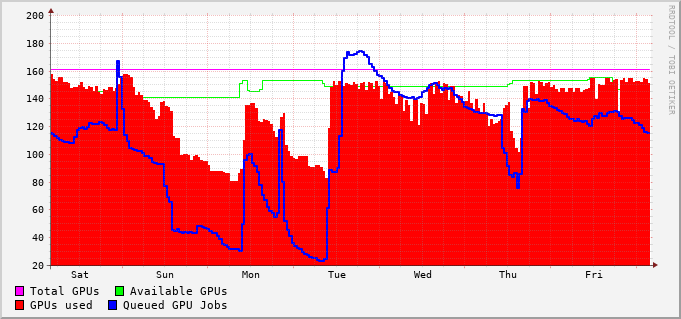 200
180
160
140
120
100
80
60
40
20
Sat Sun Mon Tue Wed Thu Fri
Total GPUs Available GPUs
GPUs used Queued GPU Jobs
RRDTOOL / TOBI OETIKER